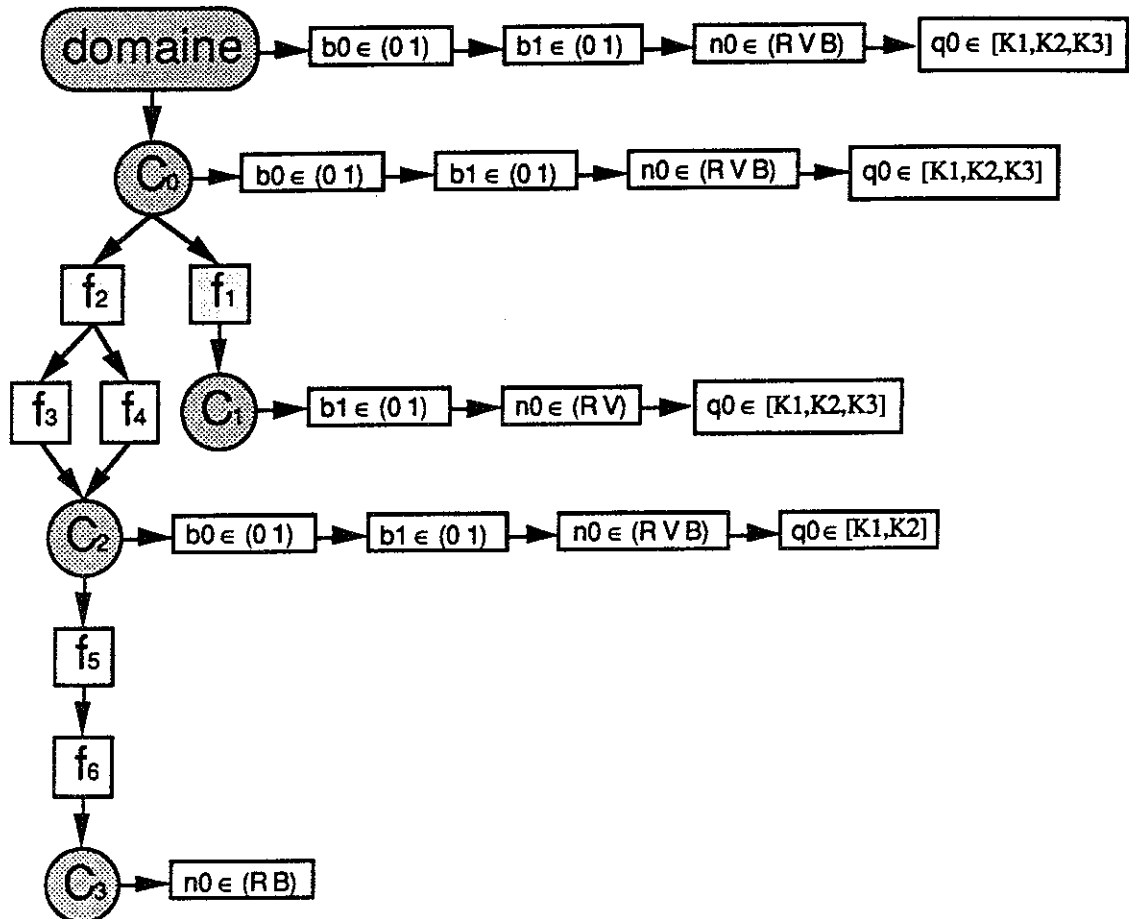 domaine b0 ∈ (0 1) b1 ∈ (0 1) n0 ∈ (R V B) q0 ∈ [K1,K2,K3]
C0 b0 ∈ (0 1) b1 ∈ (0 1) n0 ∈ (R V B) q0 ∈ [K1,K2,K3]
f2 f1
f3 f4 C1 b1 ∈ (0 1) n0 ∈ (R V) q0 ∈ [K1,K2,K3]
C2 b0 ∈ (0 1) b1 ∈ (0 1) n0 ∈ (R V B) q0 ∈ [K1,K2]
f5
f6
C3 n0 ∈ (R B)